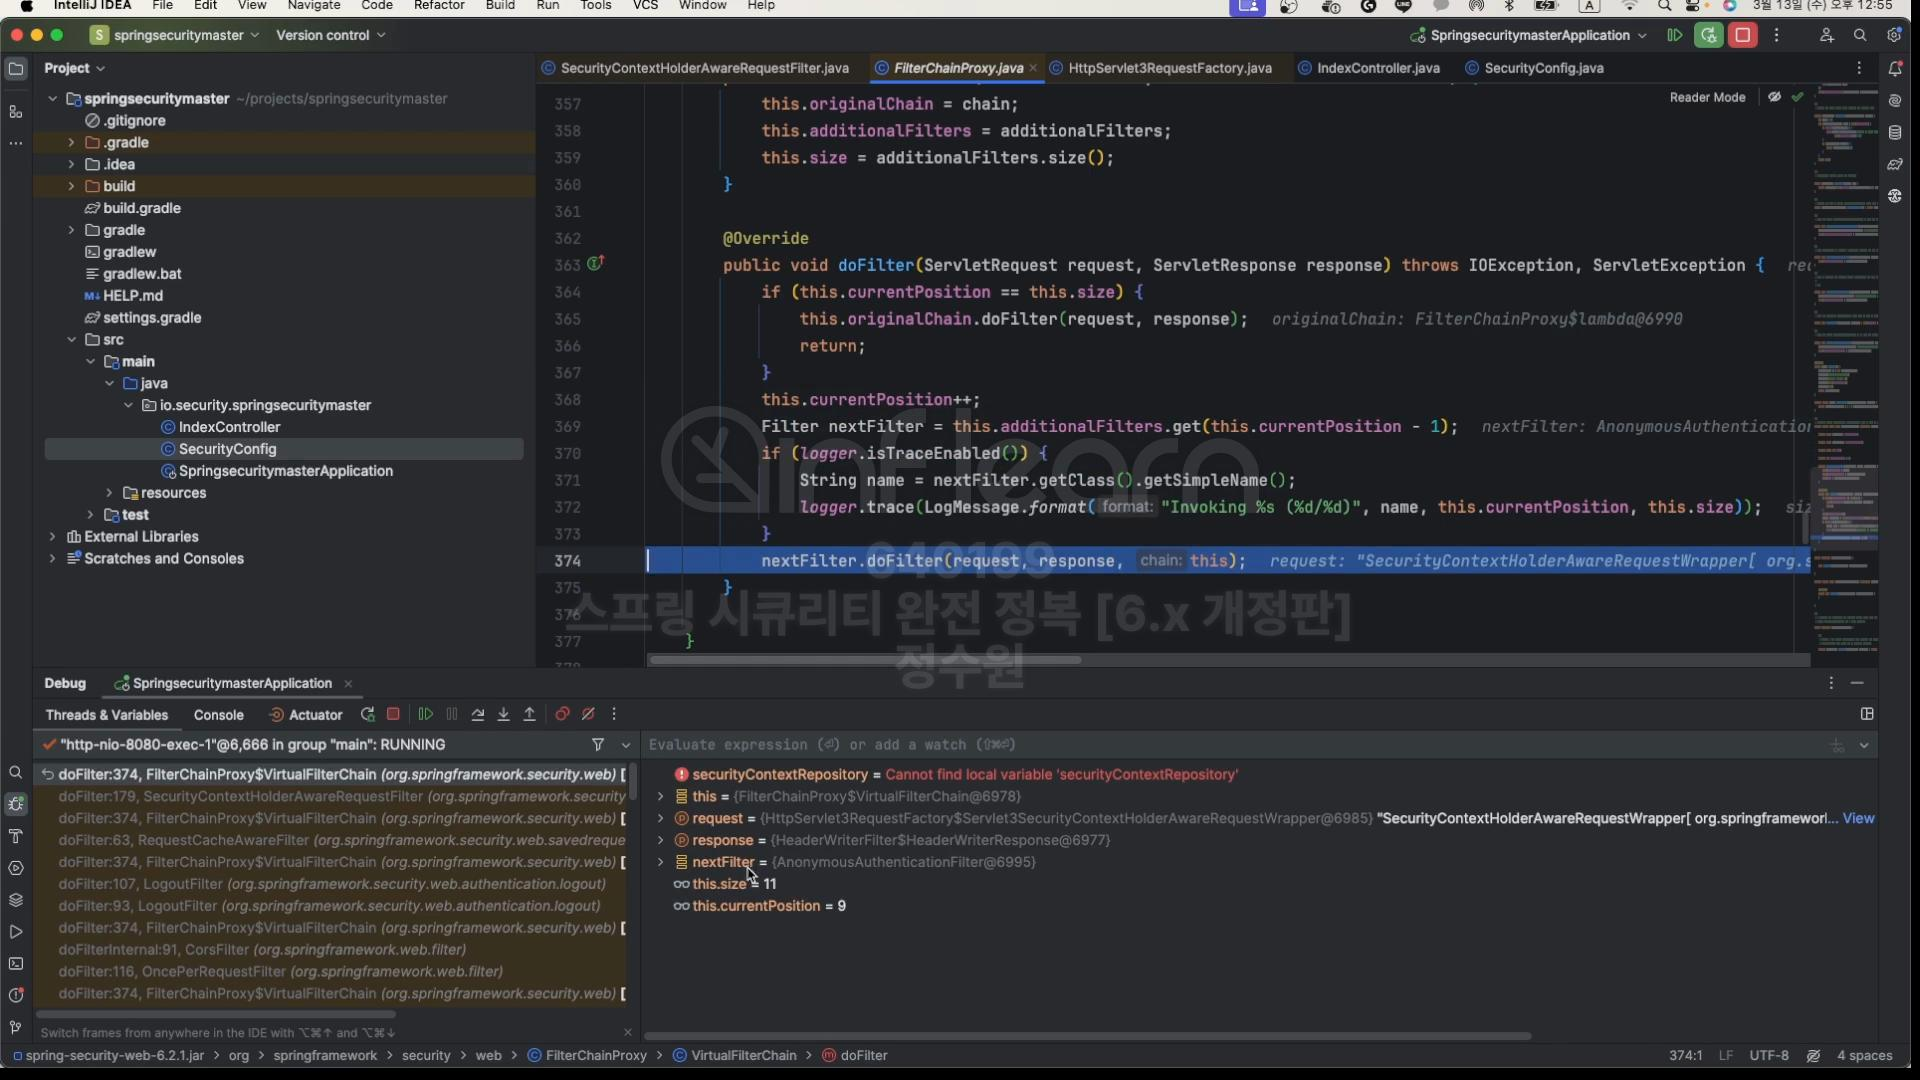 IntelliJ IDEA File Edit View Navigate Code Refactor Build Run Tools VCS Window Help A 3월 13일 (수) 오후 12:55
S springsecuritymaster Version control SpringsecuritymasterApplication
Project
SecurityContextHolderAwareRequestFilter.java FilterChainProxy.java HttpServlet3RequestFactory.java IndexController.java SecurityConfig.java
Reader Mode
springsecuritymaster ~/projects/springsecuritymaster
.gitignore
.gradle
.idea
build
build.gradle
gradle
gradlew
gradlew.bat
M↓ HELP.md
settings.gradle
src
main
java
io.security.springsecuritymaster
IndexController
SecurityConfig
SpringsecuritymasterApplication
resources
test
External Libraries
Scratches and Consoles
357 this.originalChain = chain;
358 this.additionalFilters = additionalFilters;
359 this.size = additionalFilters.size();
360 }
361
362 @Override
363 public void doFilter(ServletRequest request, ServletResponse response) throws IOException, ServletException {
364 if (this.currentPosition == this.size) {
365 this.originalChain.doFilter(request, response); originalChain: FilterChainProxy$lambda@6990
366 return;
367 }
368 this.currentPosition++;
369 Filter nextFilter = this.additionalFilters.get(this.currentPosition - 1); nextFilter: AnonymousAuthentication
370 if (logger.isTraceEnabled()) {
371 String name = nextFilter.getClass().getSimpleName();
372 logger.trace(LogMessage.format( format: "Invoking %s (%d/%d)", name, this.currentPosition, this.size));
373 }
374 nextFilter.doFilter(request, response, chain: this); request: "SecurityContextHolderAwareRequestWrapper[ org.s
375 }
376
377 }
inflearn
840109
스프링 시큐리티 완전 정복 [6.x 개정판]
정수원
Debug SpringsecuritymasterApplication
Threads & Variables Console Actuator
"http-nio-8080-exec-1"@6,666 in group "main": RUNNING
doFilter:374, FilterChainProxy$VirtualFilterChain (org.springframework.security.web) [
doFilter:179, SecurityContextHolderAwareRequestFilter (org.springframework.security
doFilter:374, FilterChainProxy$VirtualFilterChain (org.springframework.security.web) [
doFilter:63, RequestCacheAwareFilter (org.springframework.security.web.savedreque
doFilter:374, FilterChainProxy$VirtualFilterChain (org.springframework.security.web) [
doFilter:107, LogoutFilter (org.springframework.security.web.authentication.logout)
doFilter:93, LogoutFilter (org.springframework.security.web.authentication.logout)
doFilter:374, FilterChainProxy$VirtualFilterChain (org.springframework.security.web) [
doFilterInternal:91, CorsFilter (org.springframework.web.filter)
doFilter:116, OncePerRequestFilter (org.springframework.web.filter)
doFilter:374, FilterChainProxy$VirtualFilterChain (org.springframework.security.web) [
Switch frames from anywhere in the IDE with ⌥⌘↑ and ⌥⌘↓
Evaluate expression (⏎) or add a watch (⇧⌘⏎)
securityContextRepository = Cannot find local variable 'securityContextRepository'
this = {FilterChainProxy$VirtualFilterChain@6978}
request = {HttpServlet3RequestFactory$Servlet3SecurityContextHolderAwareRequestWrapper@6985} "SecurityContextHolderAwareRequestWrapper[ org.springframewor... View
response = {HeaderWriterFilter$HeaderWriterResponse@6977}
nextFilter = {AnonymousAuthenticationFilter@6995}
this.size = 11
this.currentPosition = 9
spring-security-web-6.2.1.jar > org > springframework > security > web > FilterChainProxy > VirtualFilterChain > doFilter 374:1 LF UTF-8 4 spaces